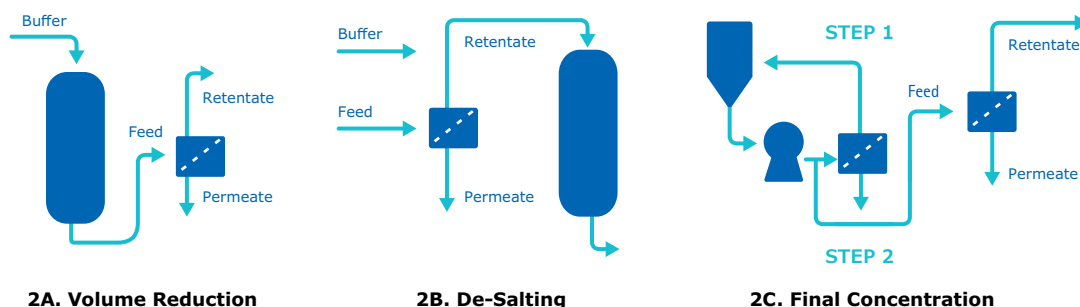 Buffer
Retentate
Feed
Permeate
2A. Volume Reduction
Buffer
Retentate
Feed
Permeate
2B. De-Salting
STEP 1
Retentate
Feed
Permeate
STEP 2
2C. Final Concentration